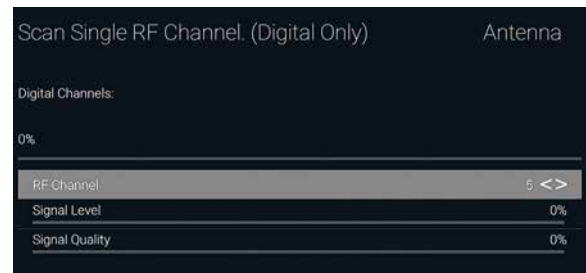 Scan Single RF Channel. (Digital Only) Antenna
Digital Channels:
0%
RF Channel 5 < >
Signal Level 0%
Signal Quality 0%